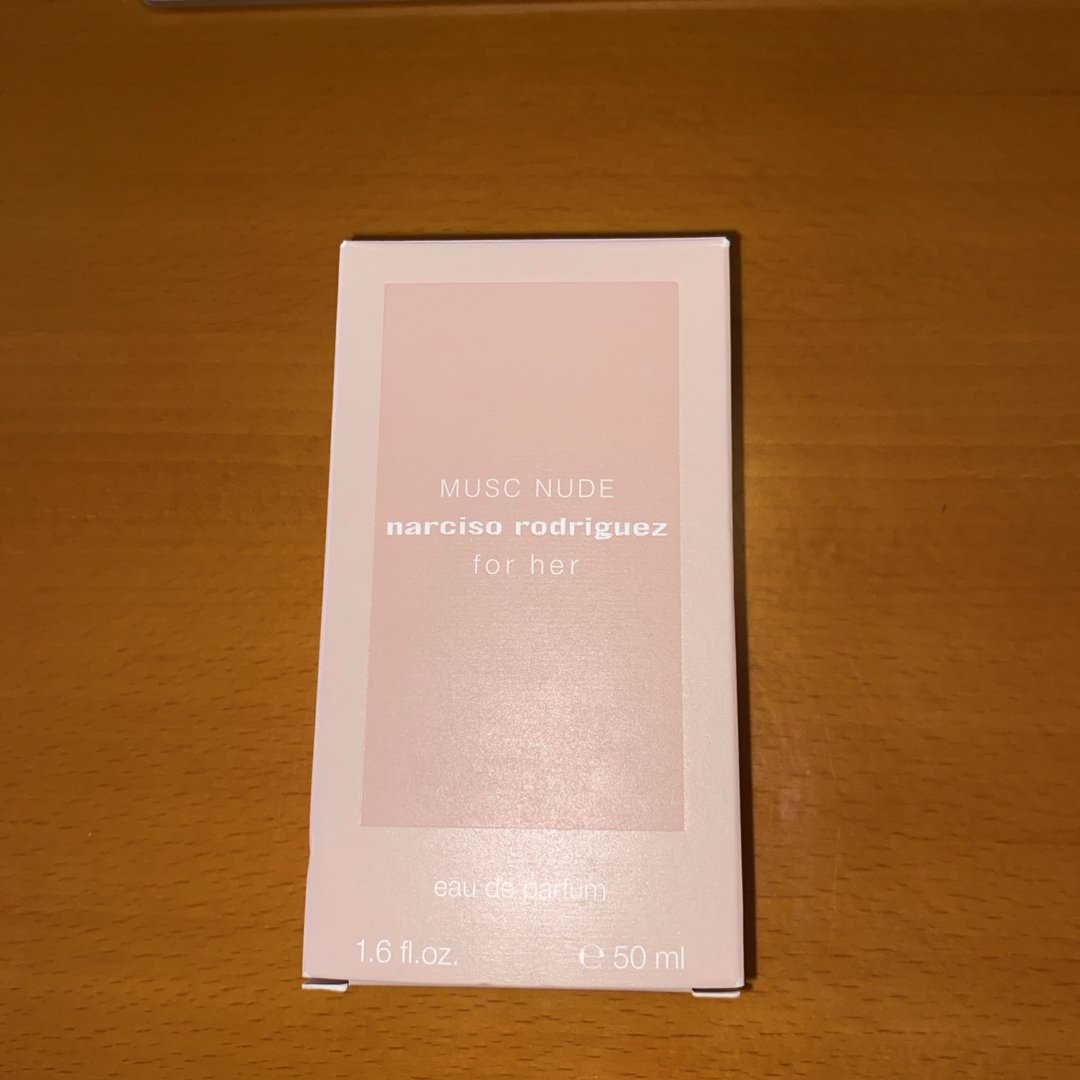 MUSC NUDE
narciso rodriguez
for her
eau de parfum
1.6 fl.oz. ℮ 50 ml